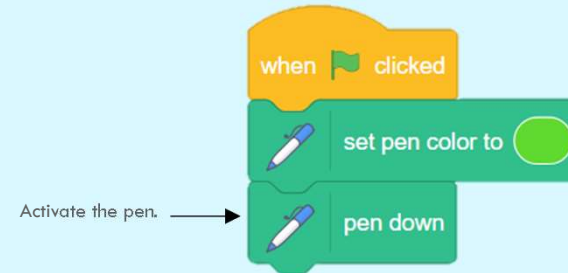 when clicked
set pen color to
Activate the pen.
pen down